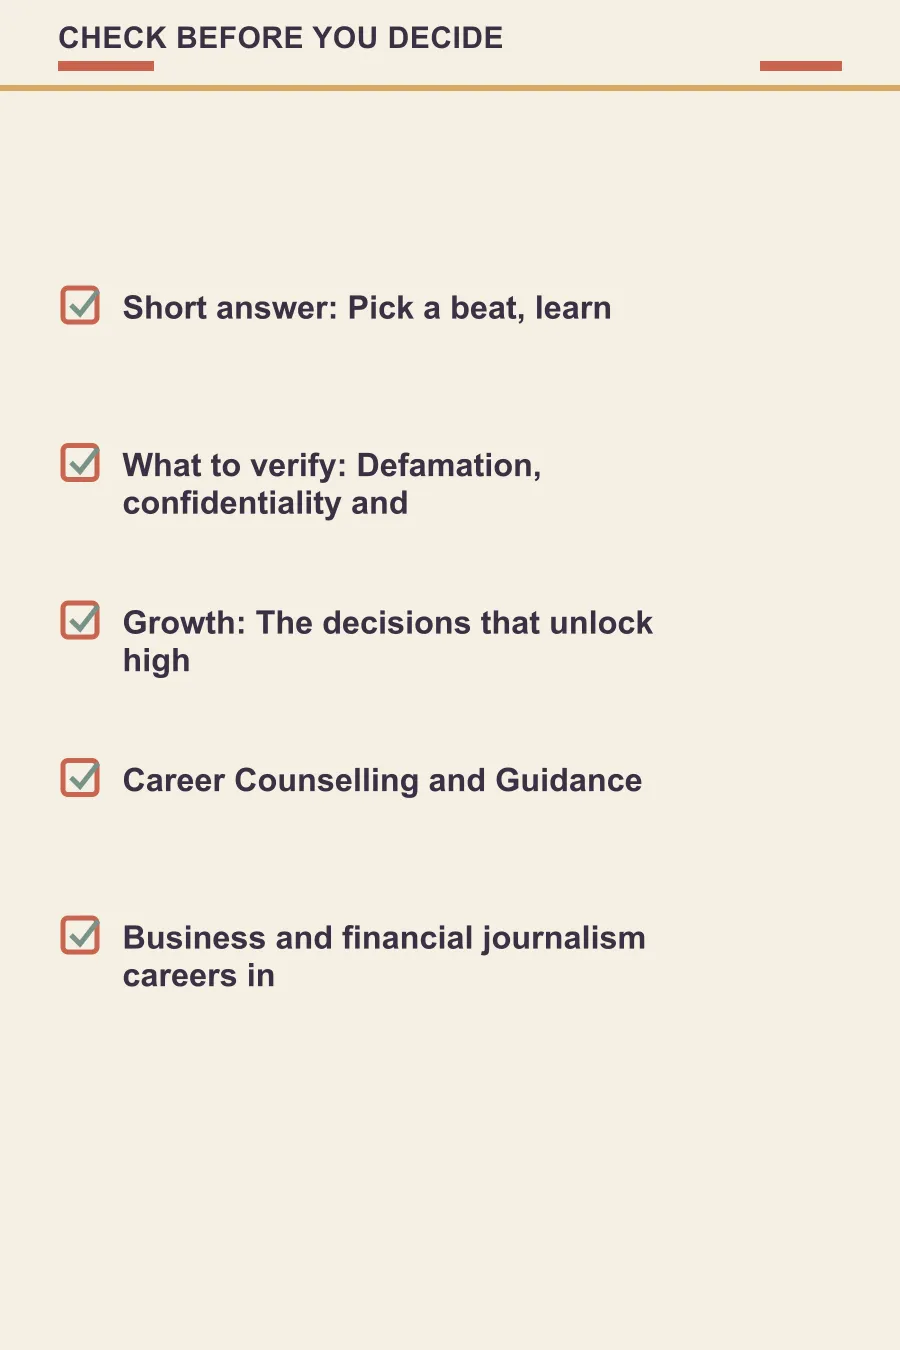 CHECK BEFORE YOU DECIDE
Short answer: Pick a beat, learn
What to verify: Defamation,
confidentiality and
Growth: The decisions that unlock
high
Career Counselling and Guidance
Business and financial journalism
careers in